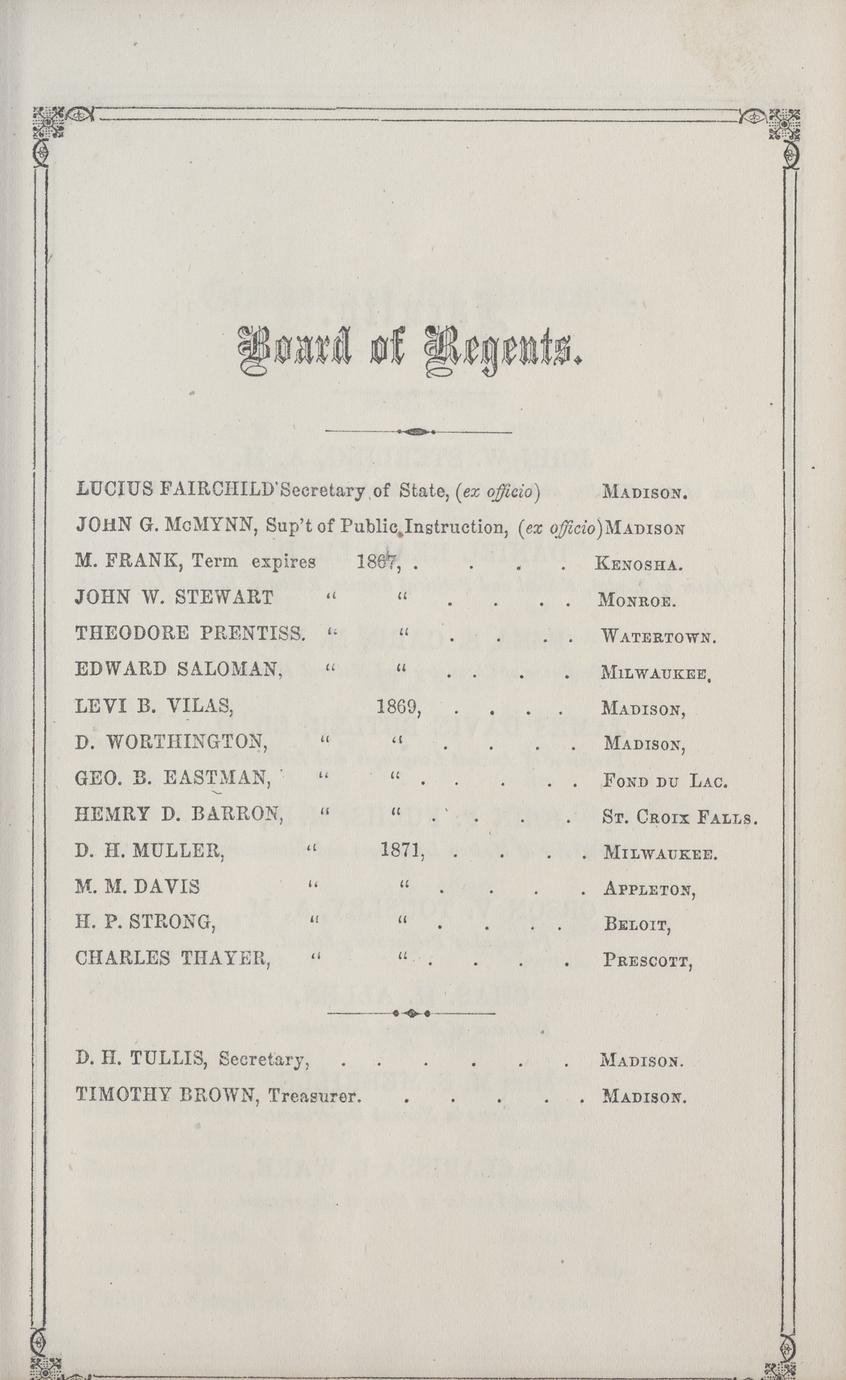 Board of Regents.
LUCIUS FAIRCHILD'Secretary of State, (ex officio) MADISON.
JOHN G. McMYNN, Sup't of Public Instruction, (ex officio) MADISON
M. FRANK, Term expires 1867, . . . . KENOSHA.
JOHN W. STEWART “ “ . . . . MONROE.
THEODORE PRENTISS. “ “ . . . . WATERTOWN.
EDWARD SALOMAN, “ “ . . . . MILWAUKEE,
LEVI B. VILAS, 1869, . . . . MADISON,
D. WORTHINGTON, “ “ . . . . MADISON,
GEO. B. EASTMAN, “ “ . . . . . FOND DU LAC.
HEMRY D. BARRON, “ “ . . . . ST. CROIX FALLS.
D. H. MULLER, “ 1871, . . . . MILWAUKEE.
M. M. DAVIS “ “ . . . . APPLETON,
H. P. STRONG, “ “ . . . . BELOIT,
CHARLES THAYER, “ “ . . . . PRESCOTT,
D. H. TULLIS, Secretary, . . . . . . MADISON.
TIMOTHY BROWN, Treasurer. . . . . . MADISON.